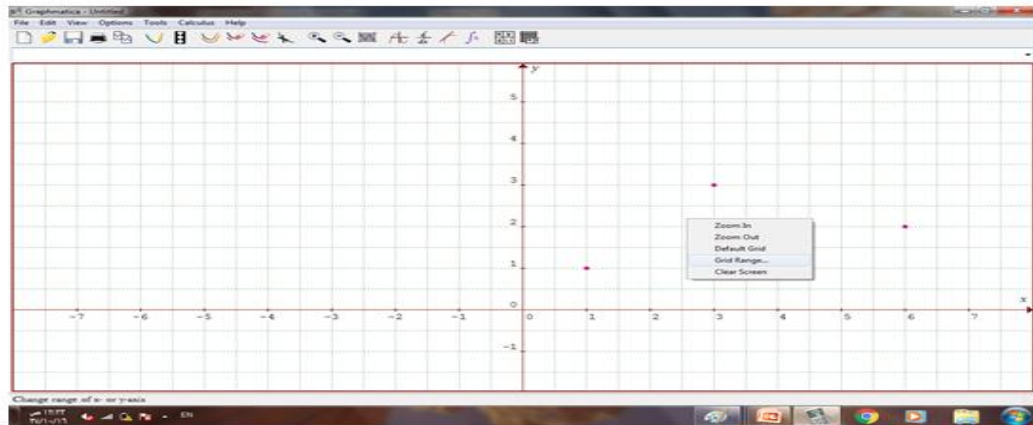 Graphmatica - Untitled
File Edit View Options Tools Calculus Help
y
5
4
3
2
1
0
-7 -6 -5 -4 -3 -2 -1 0 1 2 3 4 5 6 7
x
-1
Zoom In
Zoom Out
Default Grid
Grid Range...
Clear Screen
Change range of x- or y-axis
EN